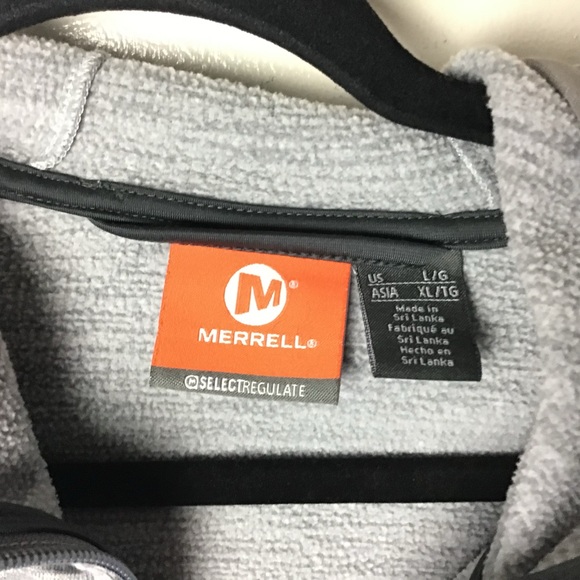 M®
MERRELL®
M SELECTREGULATE
US L/G
ASIA XL/TG
Made in
Sri Lanka
Fabriqué au
Sri Lanka
Hecho en
Sri Lanka